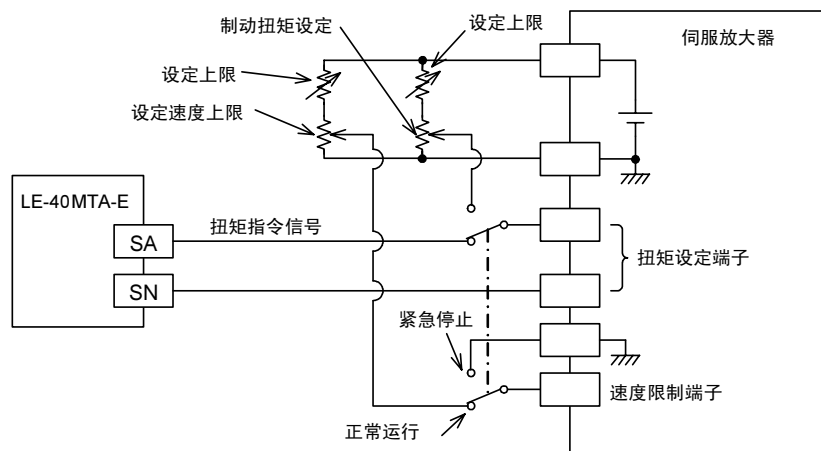 制动扭矩设定
设定上限
伺服放大器
设定上限
设定速度上限
LE-40MTA-E
SA
扭矩指令信号
扭矩设定端子
SN
紧急停止
速度限制端子
正常运行